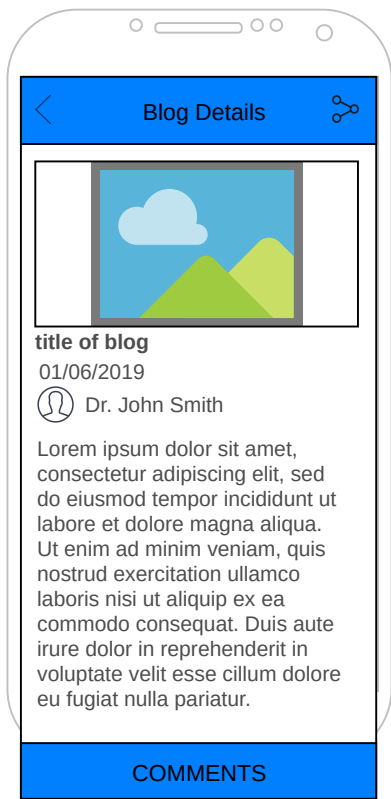 Blog Details
title of blog
01/06/2019
Dr. John Smith
Lorem ipsum dolor sit amet,
consectetur adipiscing elit, sed
do eiusmod tempor incididunt ut
labore et dolore magna aliqua.
Ut enim ad minim veniam, quis
nostrud exercitation ullamco
laboris nisi ut aliquip ex ea
commodo consequat. Duis aute
irure dolor in reprehenderit in
voluptate velit esse cillum dolore
eu fugiat nulla pariatur.
COMMENTS